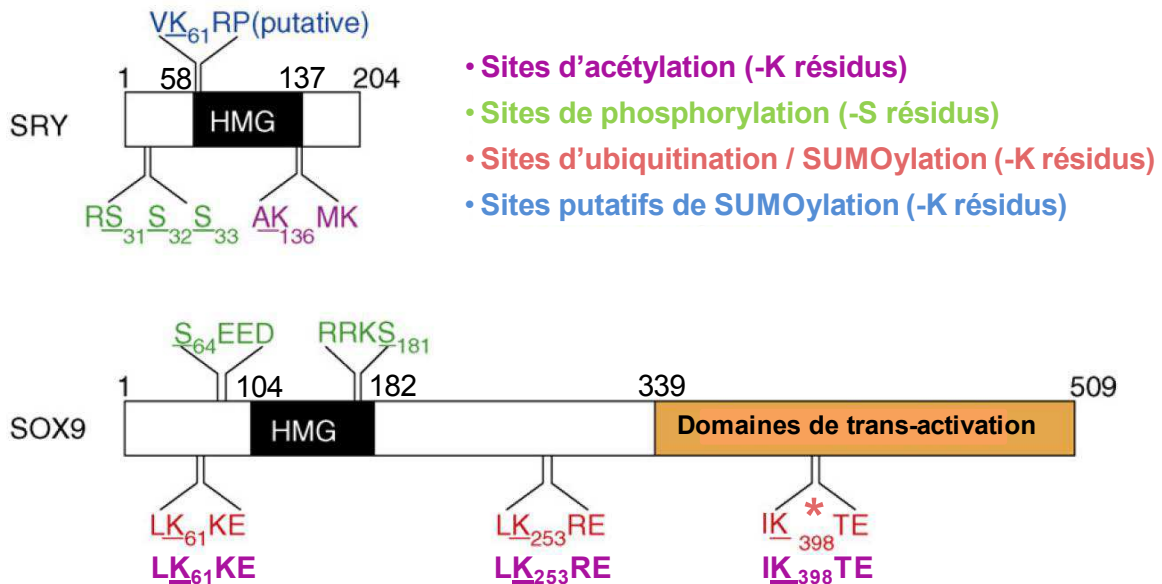 VK61RP(putative)
1 58 137 204
SRY
HMG
RS31S32S33
AK136MK
• Sites d'acétylation (-K résidus)
• Sites de phosphorylation (-S résidus)
• Sites d'ubiquitination / SUMOylation (-K résidus)
• Sites putatifs de SUMOylation (-K résidus)
S64EED
RRKS181
1 104 182 339 509
SOX9
HMG
Domaines de trans-activation
LK61KE
LK253RE
IK398*TE
LK61KE
LK253RE
IK398TE